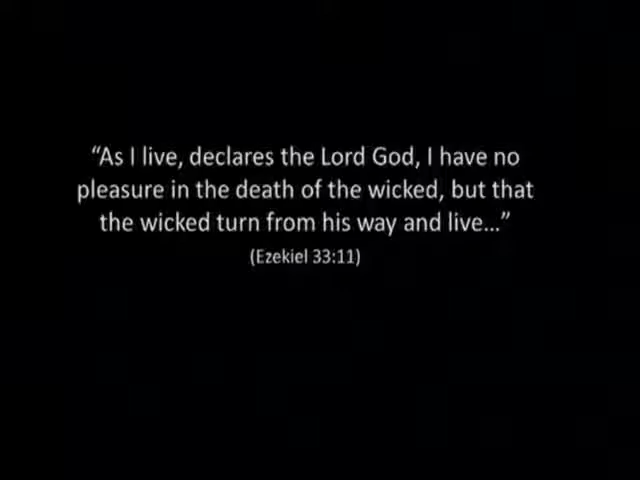 “As I live, declares the Lord God, I have no
pleasure in the death of the wicked, but that
the wicked turn from his way and live...”
(Ezekiel 33:11)